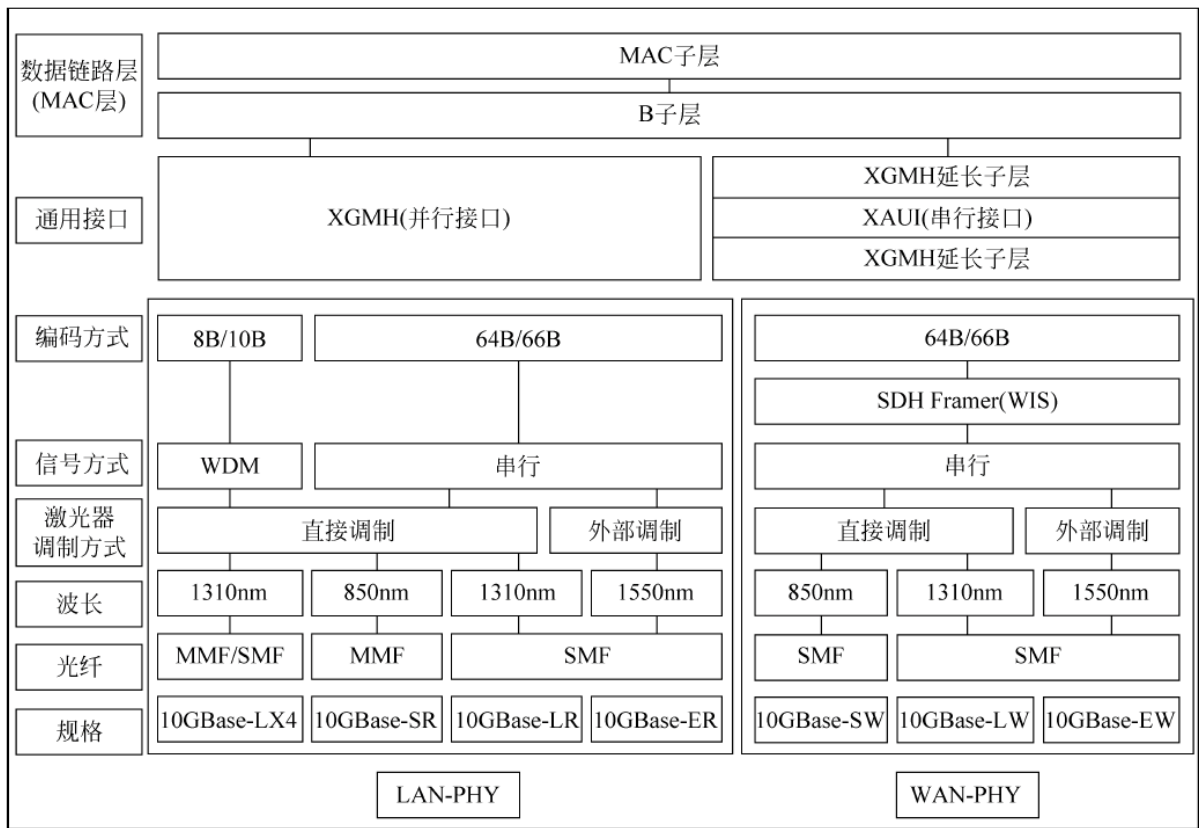 数据链路层
(MAC层)
MAC子层
B子层
通用接口
XGMH(并行接口)
XGMH延长子层
XAUI(串行接口)
XGMH延长子层
编码方式
8B/10B
64B/66B
64B/66B
SDH Framer(WIS)
信号方式
WDM
串行
串行
激光器
调制方式
直接调制
外部调制
直接调制
外部调制
波长
1310nm
850nm
1310nm
1550nm
850nm
1310nm
1550nm
光纤
MMF/SMF
MMF
SMF
SMF
SMF
规格
10GBase-LX4
10GBase-SR
10GBase-LR
10GBase-ER
10GBase-SW
10GBase-LW
10GBase-EW
LAN-PHY
WAN-PHY